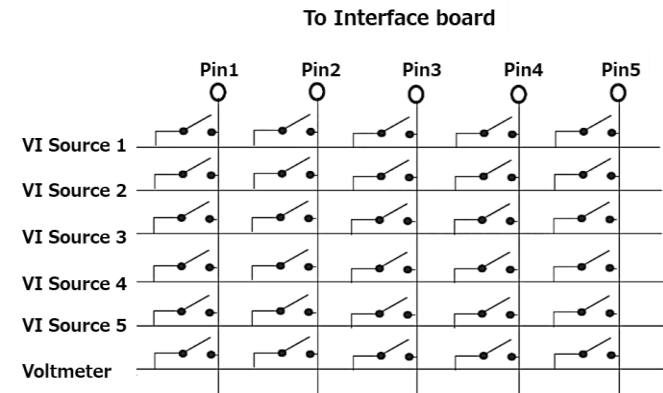 To Interface board
Pin1 Pin2 Pin3 Pin4 Pin5
VI Source 1
VI Source 2
VI Source 3
VI Source 4
VI Source 5
Voltmeter